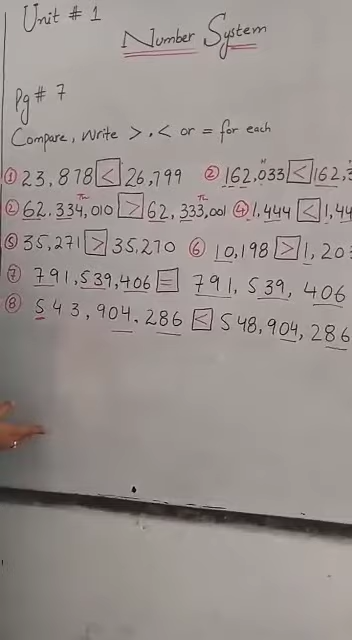 Unit # 1
Number System
Pg # 7
Compare, write >, < or = for each
① 23,878 < 26,799 ② 162,033 < 162,3
② 62,334,010 > 62,333,001 ④ 1,444 < 1,44
⑤ 35,271 > 35,270 ⑥ 10,198 > 1,20
⑦ 791,539,406 = 791,539,406
⑧ 543,904.286 < 548,904,286